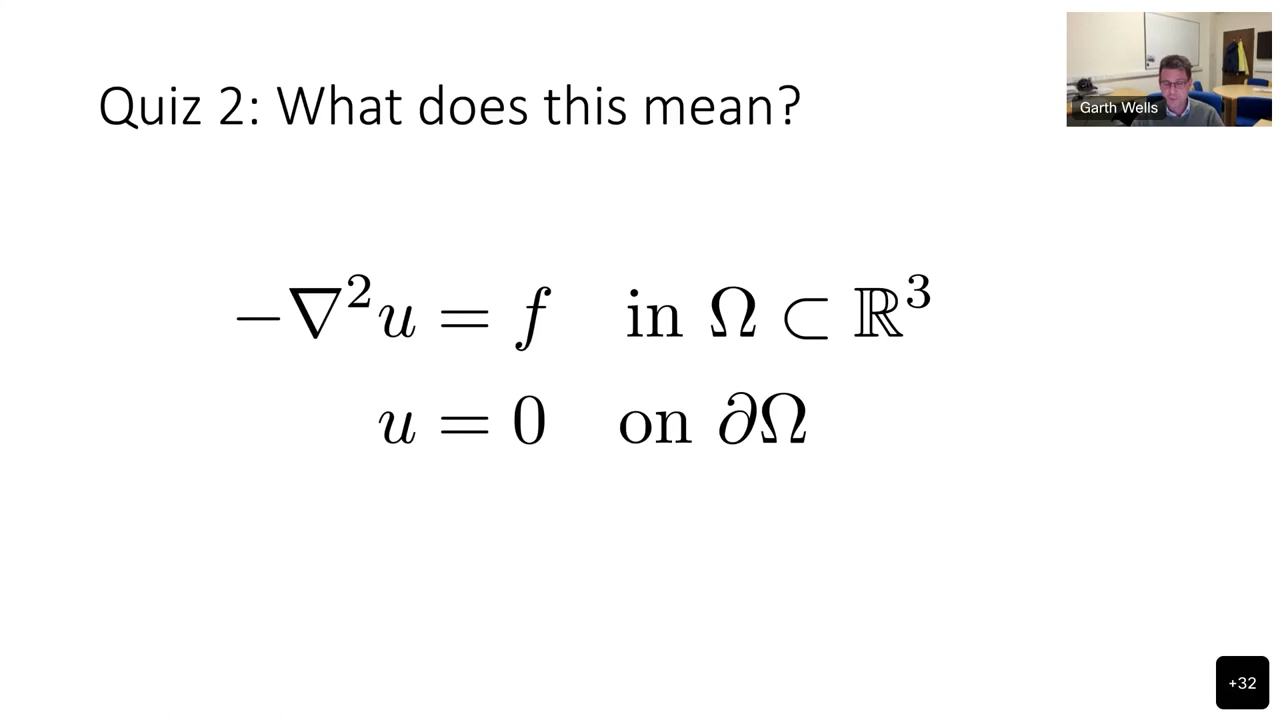 Quiz 2: What does this mean?
Garth Wells
−∇²u = f in Ω ⊂ ℝ³
u = 0 on ∂Ω
+32